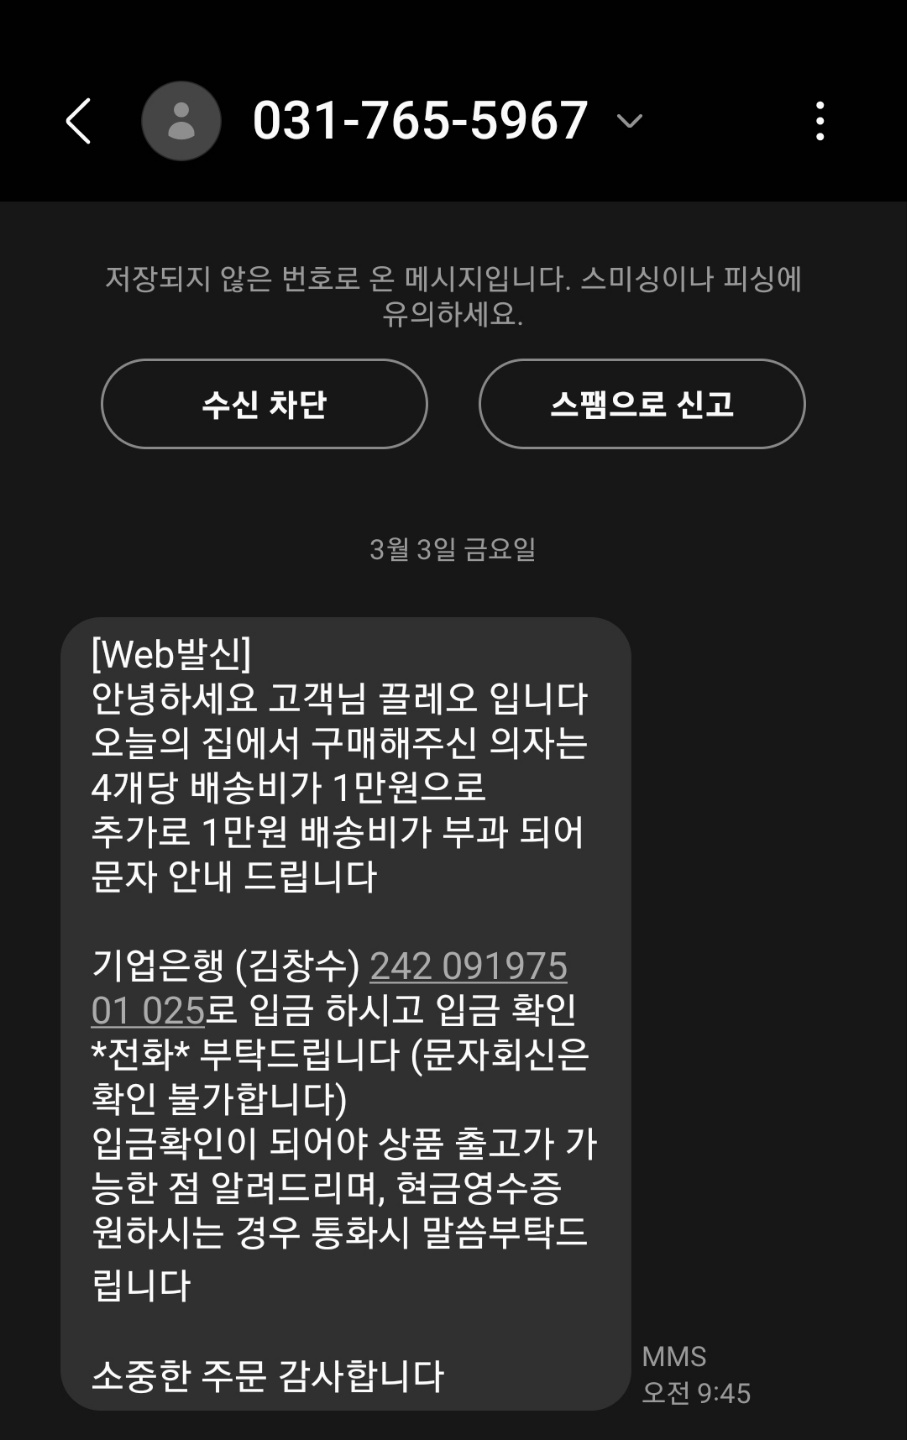 031-765-5967
저장되지 않은 번호로 온 메시지입니다. 스미싱이나 피싱에
유의하세요.
수신 차단
스팸으로 신고
3월 3일 금요일
[Web발신]
안녕하세요 고객님 끌레오 입니다
오늘의 집에서 구매해주신 의자는
4개당 배송비가 1만원으로
추가로 1만원 배송비가 부과 되어
문자 안내 드립니다
기업은행 (김창수) 242 091975
01 025로 입금 하시고 입금 확인
*전화* 부탁드립니다 (문자회신은
확인 불가합니다)
입금확인이 되어야 상품 출고가 가
능한 점 알려드리며, 현금영수증
원하시는 경우 통화시 말씀부탁드
립니다
소중한 주문 감사합니다
MMS
오전 9:45